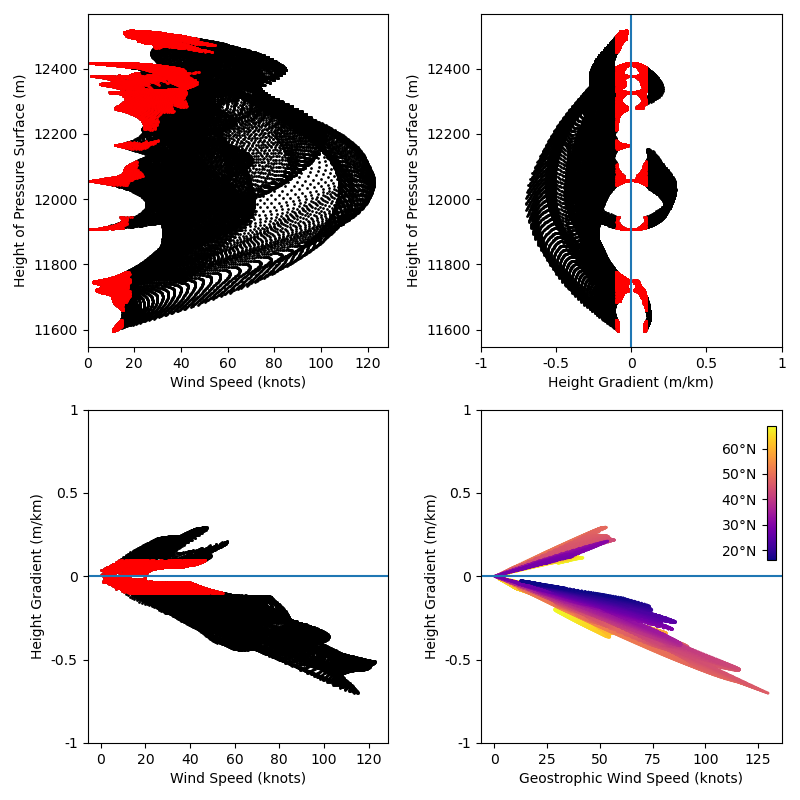 Height of Pressure Surface (m)
12400
12200
12000
11800
11600
0 20 40 60 80 100 120
Wind Speed (knots)
Height of Pressure Surface (m)
12400
12200
12000
11800
11600
-1 -0.5 0 0.5 1
Height Gradient (m/km)
Height Gradient (m/km)
1
0.5
0
-0.5
-1
0 20 40 60 80 100 120
Wind Speed (knots)
Height Gradient (m/km)
1
0.5
0
-0.5
-1
60°N
50°N
40°N
30°N
20°N
0 25 50 75 100 125
Geostrophic Wind Speed (knots)